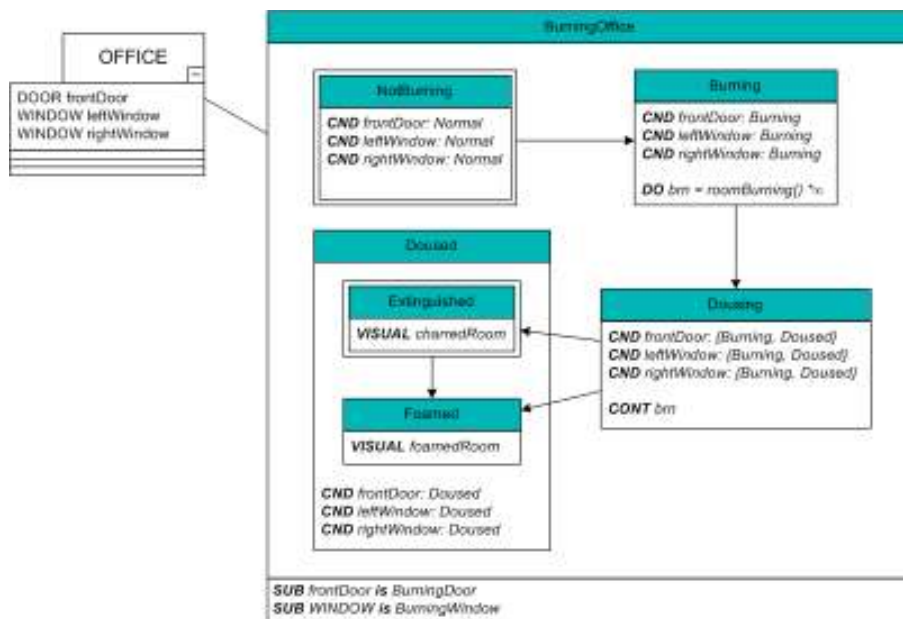 BurningOffice
OFFICE
DOOR frontDoor
WINDOW leftWindow
WINDOW rightWindow
NotBurning
CND frontDoor: Normal
CND leftWindow: Normal
CND rightWindow: Normal
Burning
CND frontDoor: Burning
CND leftWindow: Burning
CND rightWindow: Burning
DO brn = roomBurning() *∞
Doused
Extinguished
VISUAL charredRoom
Foamed
VISUAL foamedRoom
CND frontDoor: Doused
CND leftWindow: Doused
CND rightWindow: Doused
Dousing
CND frontDoor: {Burning, Doused}
CND leftWindow: {Burning, Doused}
CND rightWindow: {Burning, Doused}
CONT brn
SUB frontDoor is BurningDoor
SUB WINDOW is BurningWindow